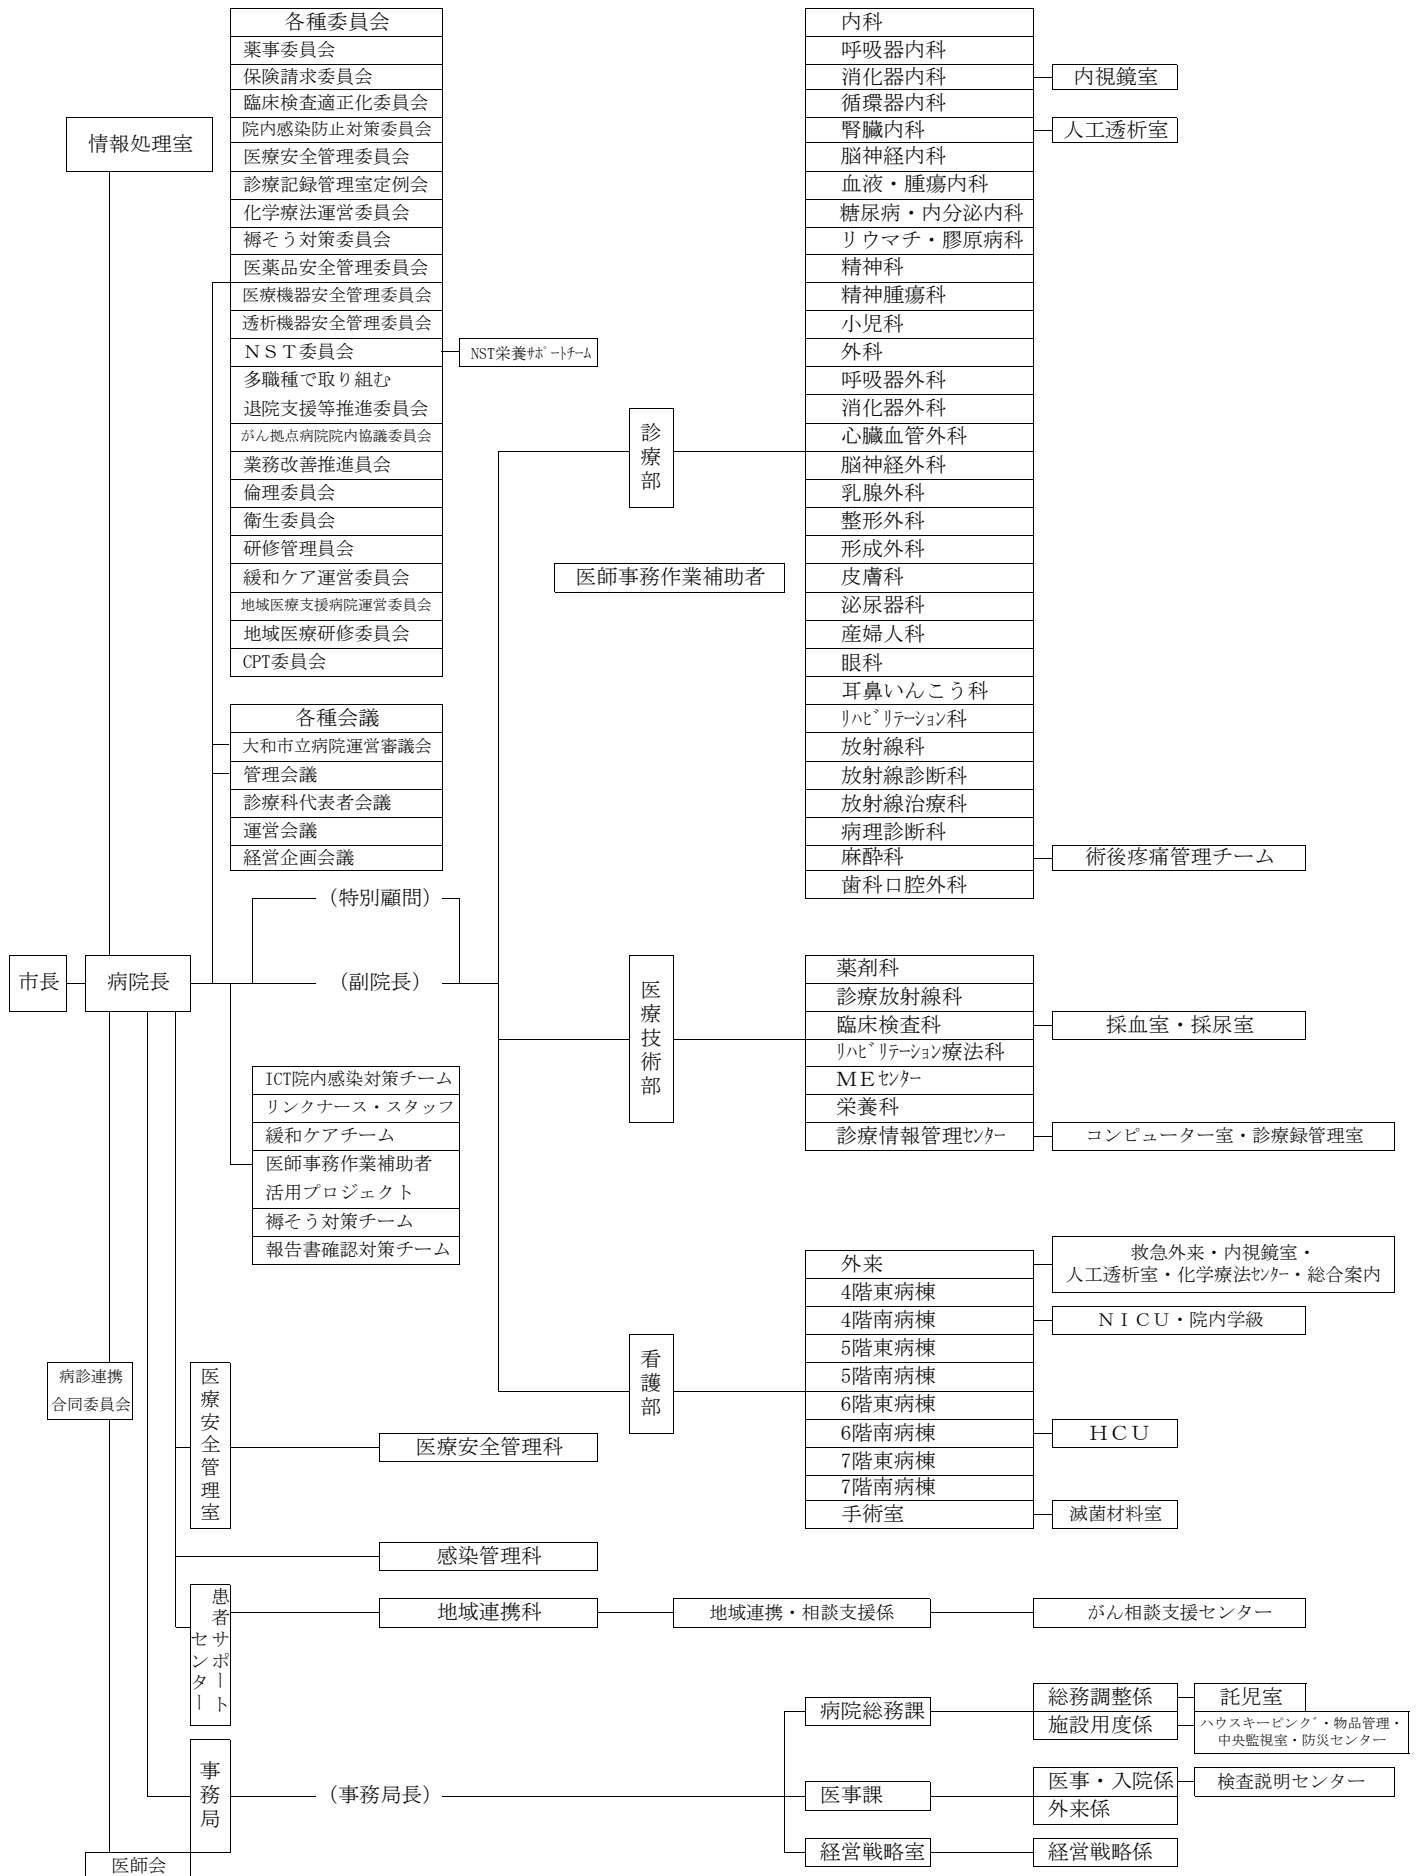 各種委員会
薬事委員会
保険請求委員会
臨床検査適正化委員会
院内感染防止対策委員会
医療安全管理委員会
診療記録管理室定例会
化学療法運営委員会
褥そう対策委員会
医薬品安全管理委員会
医療機器安全管理委員会
透析機器安全管理委員会
ＮＳＴ委員会
NST栄養ｻﾎﾟｰﾄﾁｰﾑ
多職種で取り組む
退院支援等推進委員会
がん拠点病院院内協議委員会
業務改善推進員会
倫理委員会
衛生委員会
研修管理員会
緩和ケア運営委員会
地域医療支援病院運営委員会
地域医療研修委員会
CPT委員会
各種会議
大和市立病院運営審議会
管理会議
診療科代表者会議
運営会議
経営企画会議
情報処理室
市長
病院長
（特別顧問）
（副院長）
ICT院内感染対策チーム
リンクナース・スタッフ
緩和ケアチーム
医師事務作業補助者
活用プロジェクト
褥そう対策チーム
報告書確認対策チーム
診療部
医師事務作業補助者
内科
呼吸器内科
消化器内科
内視鏡室
循環器内科
腎臓内科
人工透析室
脳神経内科
血液・腫瘍内科
糖尿病・内分泌内科
リウマチ・膠原病科
精神科
精神腫瘍科
小児科
外科
呼吸器外科
消化器外科
心臓血管外科
脳神経外科
乳腺外科
整形外科
形成外科
皮膚科
泌尿器科
産婦人科
眼科
耳鼻いんこう科
ﾘﾊﾋﾞﾘﾃｰｼｮﾝ科
放射線科
放射線診断科
放射線治療科
病理診断科
麻酔科
術後疼痛管理チーム
歯科口腔外科
医療技術部
薬剤科
診療放射線科
臨床検査科
採血室・採尿室
ﾘﾊﾋﾞﾘﾃｰｼｮﾝ療法科
ＭＥｾﾝﾀｰ
栄養科
診療情報管理ｾﾝﾀｰ
コンピューター室・診療録管理室
看護部
外来
救急外来・内視鏡室・
人工透析室・化学療法ｾﾝﾀｰ・総合案内
4階東病棟
4階南病棟
ＮＩＣＵ・院内学級
5階東病棟
5階南病棟
6階東病棟
6階南病棟
ＨＣＵ
7階東病棟
7階南病棟
手術室
滅菌材料室
病診連携
合同委員会
医療安全管理室
医療安全管理科
感染管理科
患者サポート
センター
地域連携科
地域連携・相談支援係
がん相談支援センター
事務局
（事務局長）
病院総務課
総務調整係
託児室
施設用度係
ハウスキーピング・物品管理・
中央監視室・防災センター
医事課
医事・入院係
検査説明センター
外来係
経営戦略室
経営戦略係
医師会